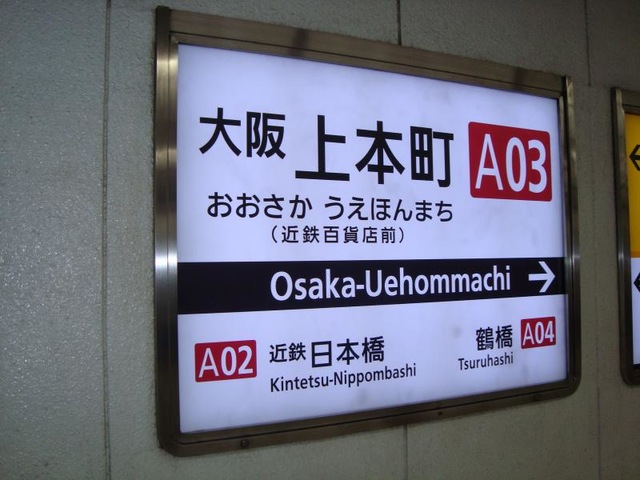 大阪 上本町 A03
おおさか うえほんまち
（近鉄百貨店前）
Osaka-Uehommachi →
A02 近鉄日本橋
Kintetsu-Nippombashi
鶴橋 A04
Tsuruhashi